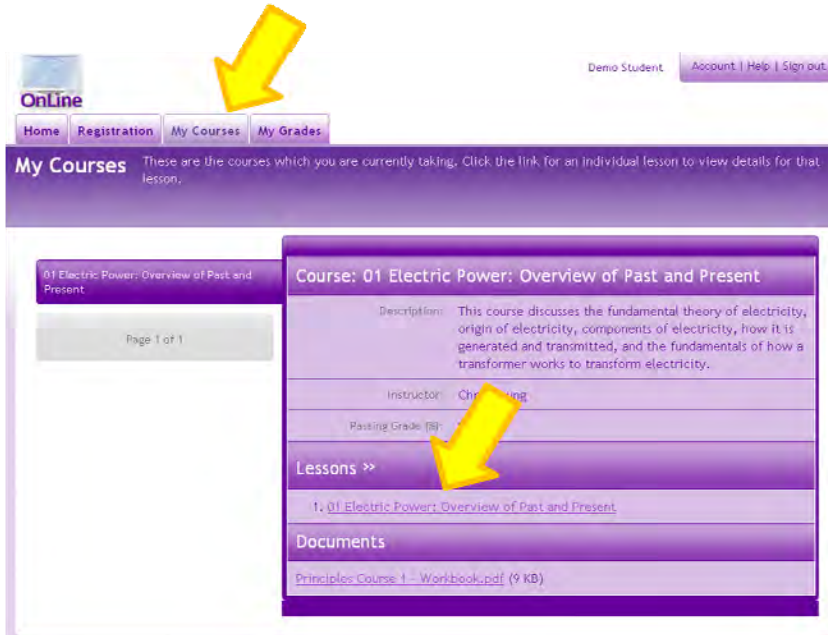 Demo Student
Account | Help | Sign out
OnLine
Home
Registration
My Courses
My Grades
My Courses
These are the courses which you are currently taking. Click the link for an individual lesson to view details for that
lesson.
01 Electric Power: Overview of Past and
Present
Page 1 of 1
Course: 01 Electric Power: Overview of Past and Present
Description:
This course discusses the fundamental theory of electricity,
origin of electricity, components of electricity, how it is
generated and transmitted, and the fundamentals of how a
transformer works to transform electricity.
Instructor:
Passing Grade (%):
Lessons »
1. 01 Electric Power: Overview of Past and Present
Documents
Principles Course 1 - Workbook.pdf (9 KB)